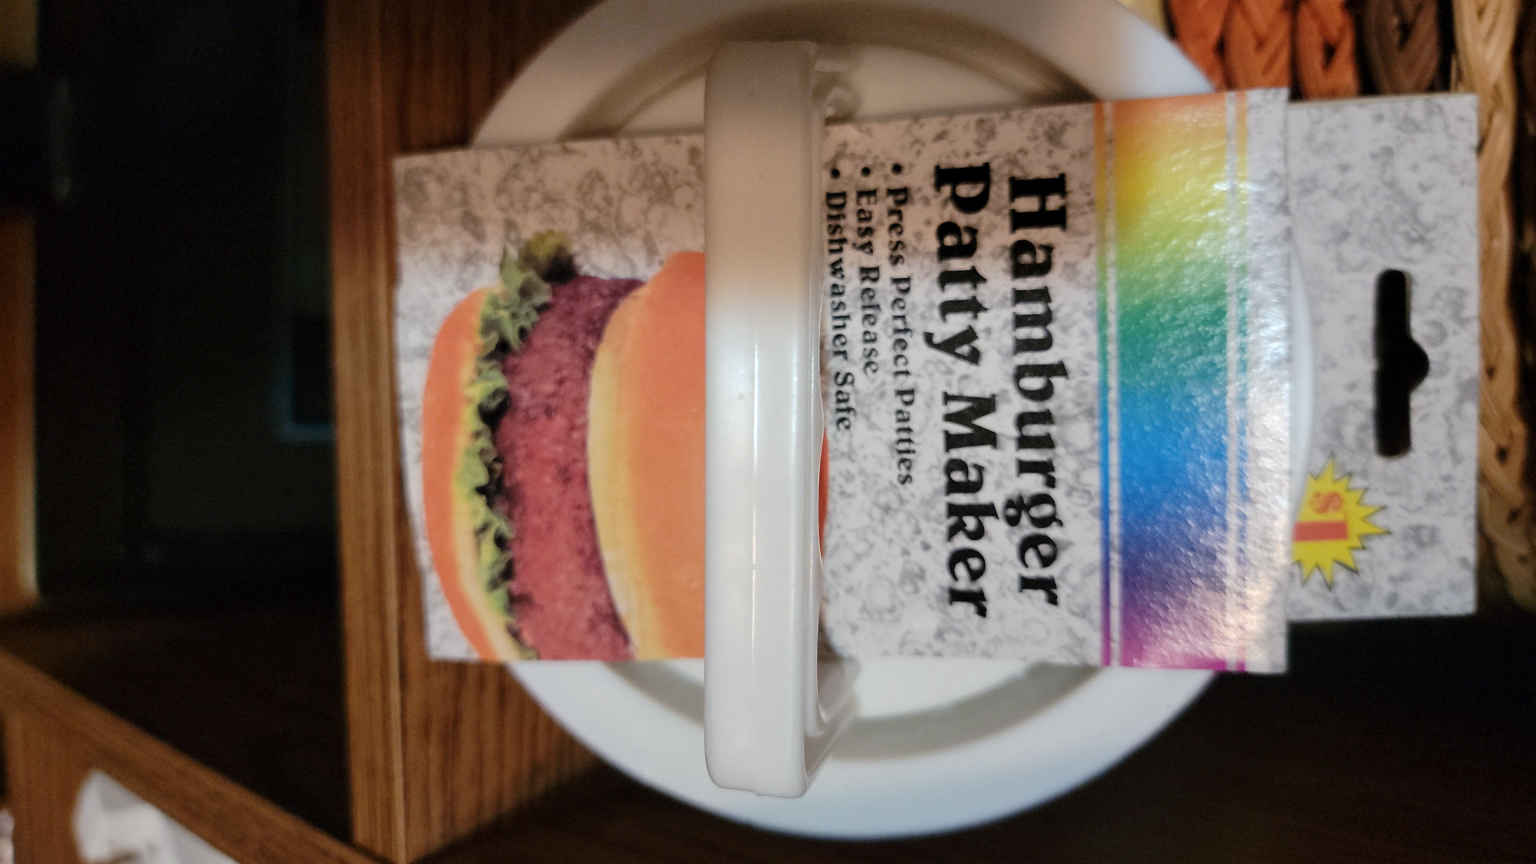 $1
Hamburger
Patty Maker
• Press Perfect Patties
• Easy Release
• Dishwasher Safe